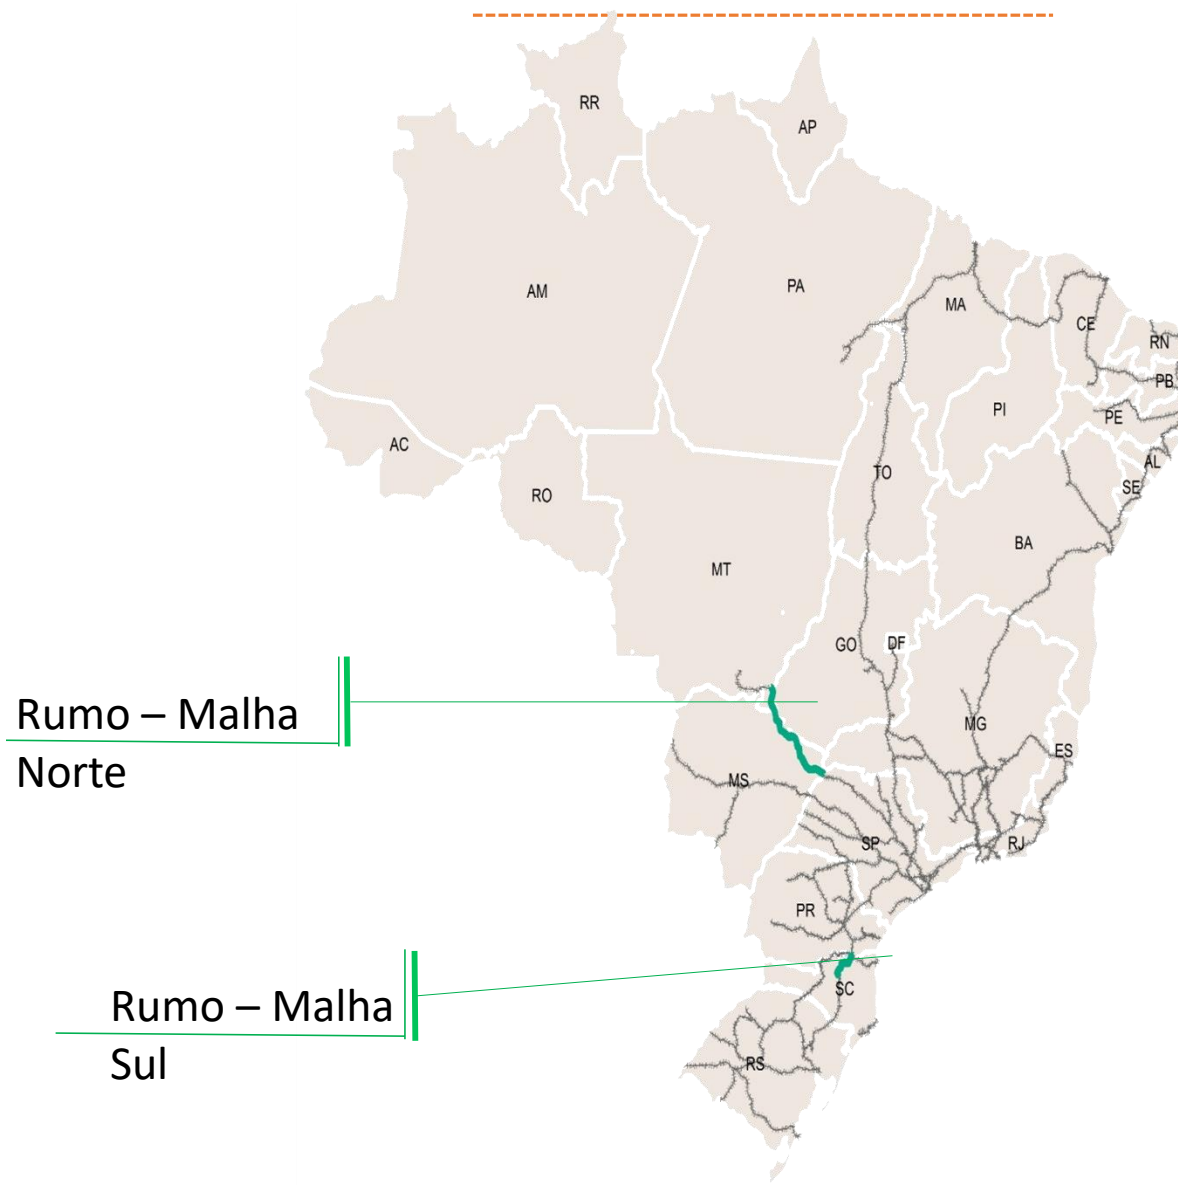 RR
AP
AM
PA
MA
CE
RN
PB
PI
PE
AC
AL
TO
SE
RO
BA
MT
GO
DF
Rumo – Malha
Norte
MG
ES
MS
SP
RJ
PR
SC
Rumo – Malha
Sul
RS